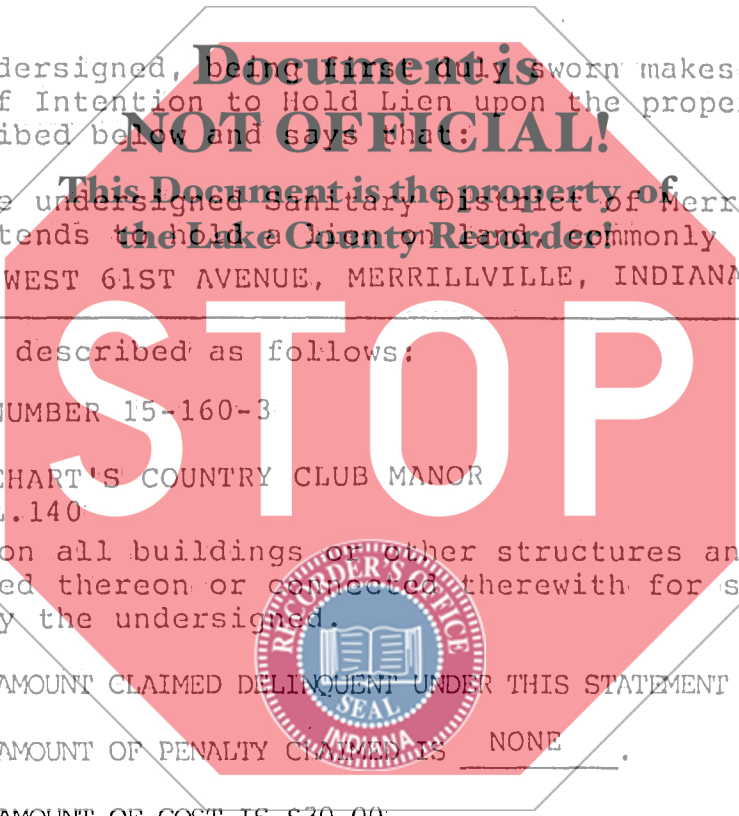 Document is
NOT OFFICIAL!
This Document is the property of
the Lake County Recorder!
STOP
dersigned, being first duly sworn makes
f Intention to Hold Lien upon the prope
ibed below and says that:
e undersigned Sanitary District of Merr
tends to hold a lien on land, commonly
WEST 61ST AVENUE, MERRILLVILLE, INDIANA
described as follows:
NUMBER 15-160-3
CHART'S COUNTRY CLUB MANOR
L.140
on all buildings or other structures an
ed thereon or connected therewith for s
y the undersigned.
AMOUNT CLAIMED DELINQUENT UNDER THIS STATEMENT
AMOUNT OF PENALTY CLAIMED IS NONE .
AMOUNT OF COST IS
RECORDER'S OFFICE
SEAL
INDIANA